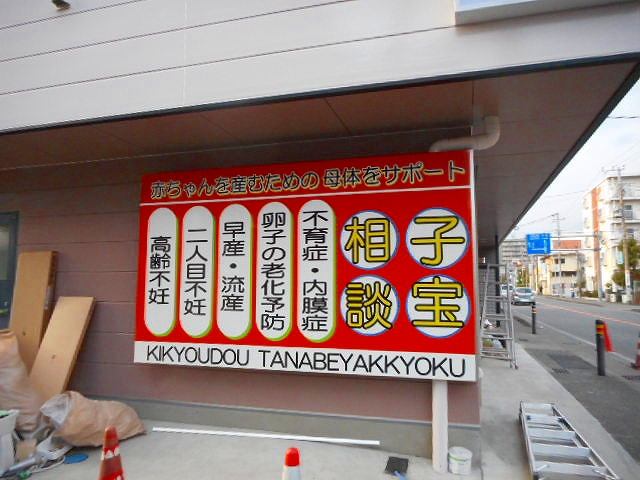 赤ちゃんを産むための 母体をサポート
子宝
相談
不育症・内膜症
卵子の老化予防
早産・流産
二人目不妊
高齢不妊
KIKYOUDOU TANABEYAKKYOKU